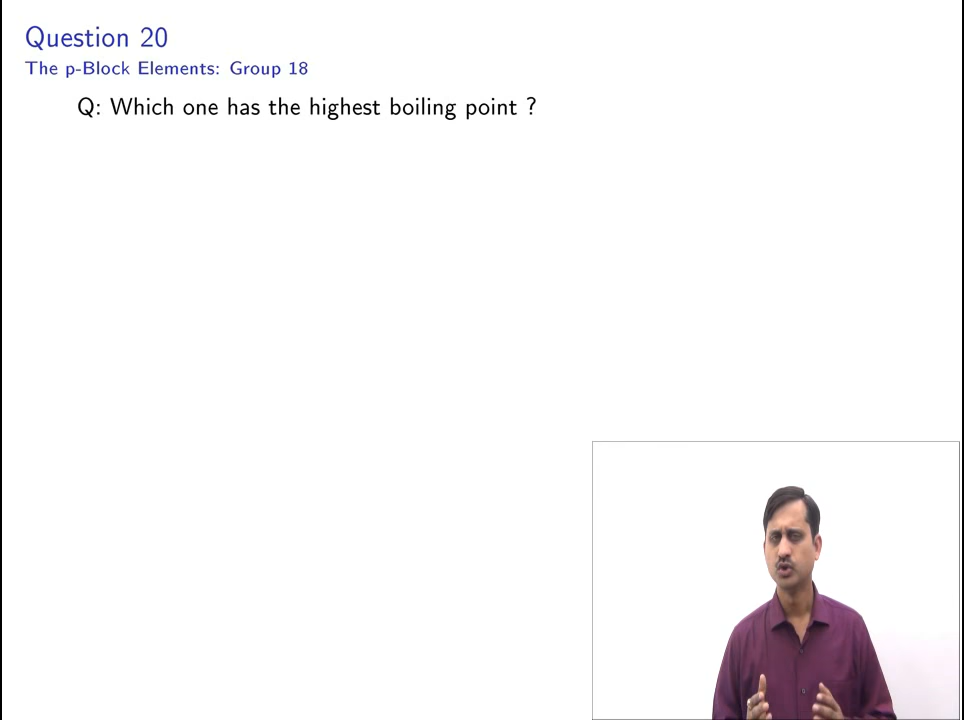 Question 20
The p-Block Elements: Group 18
Q: Which one has the highest boiling point ?